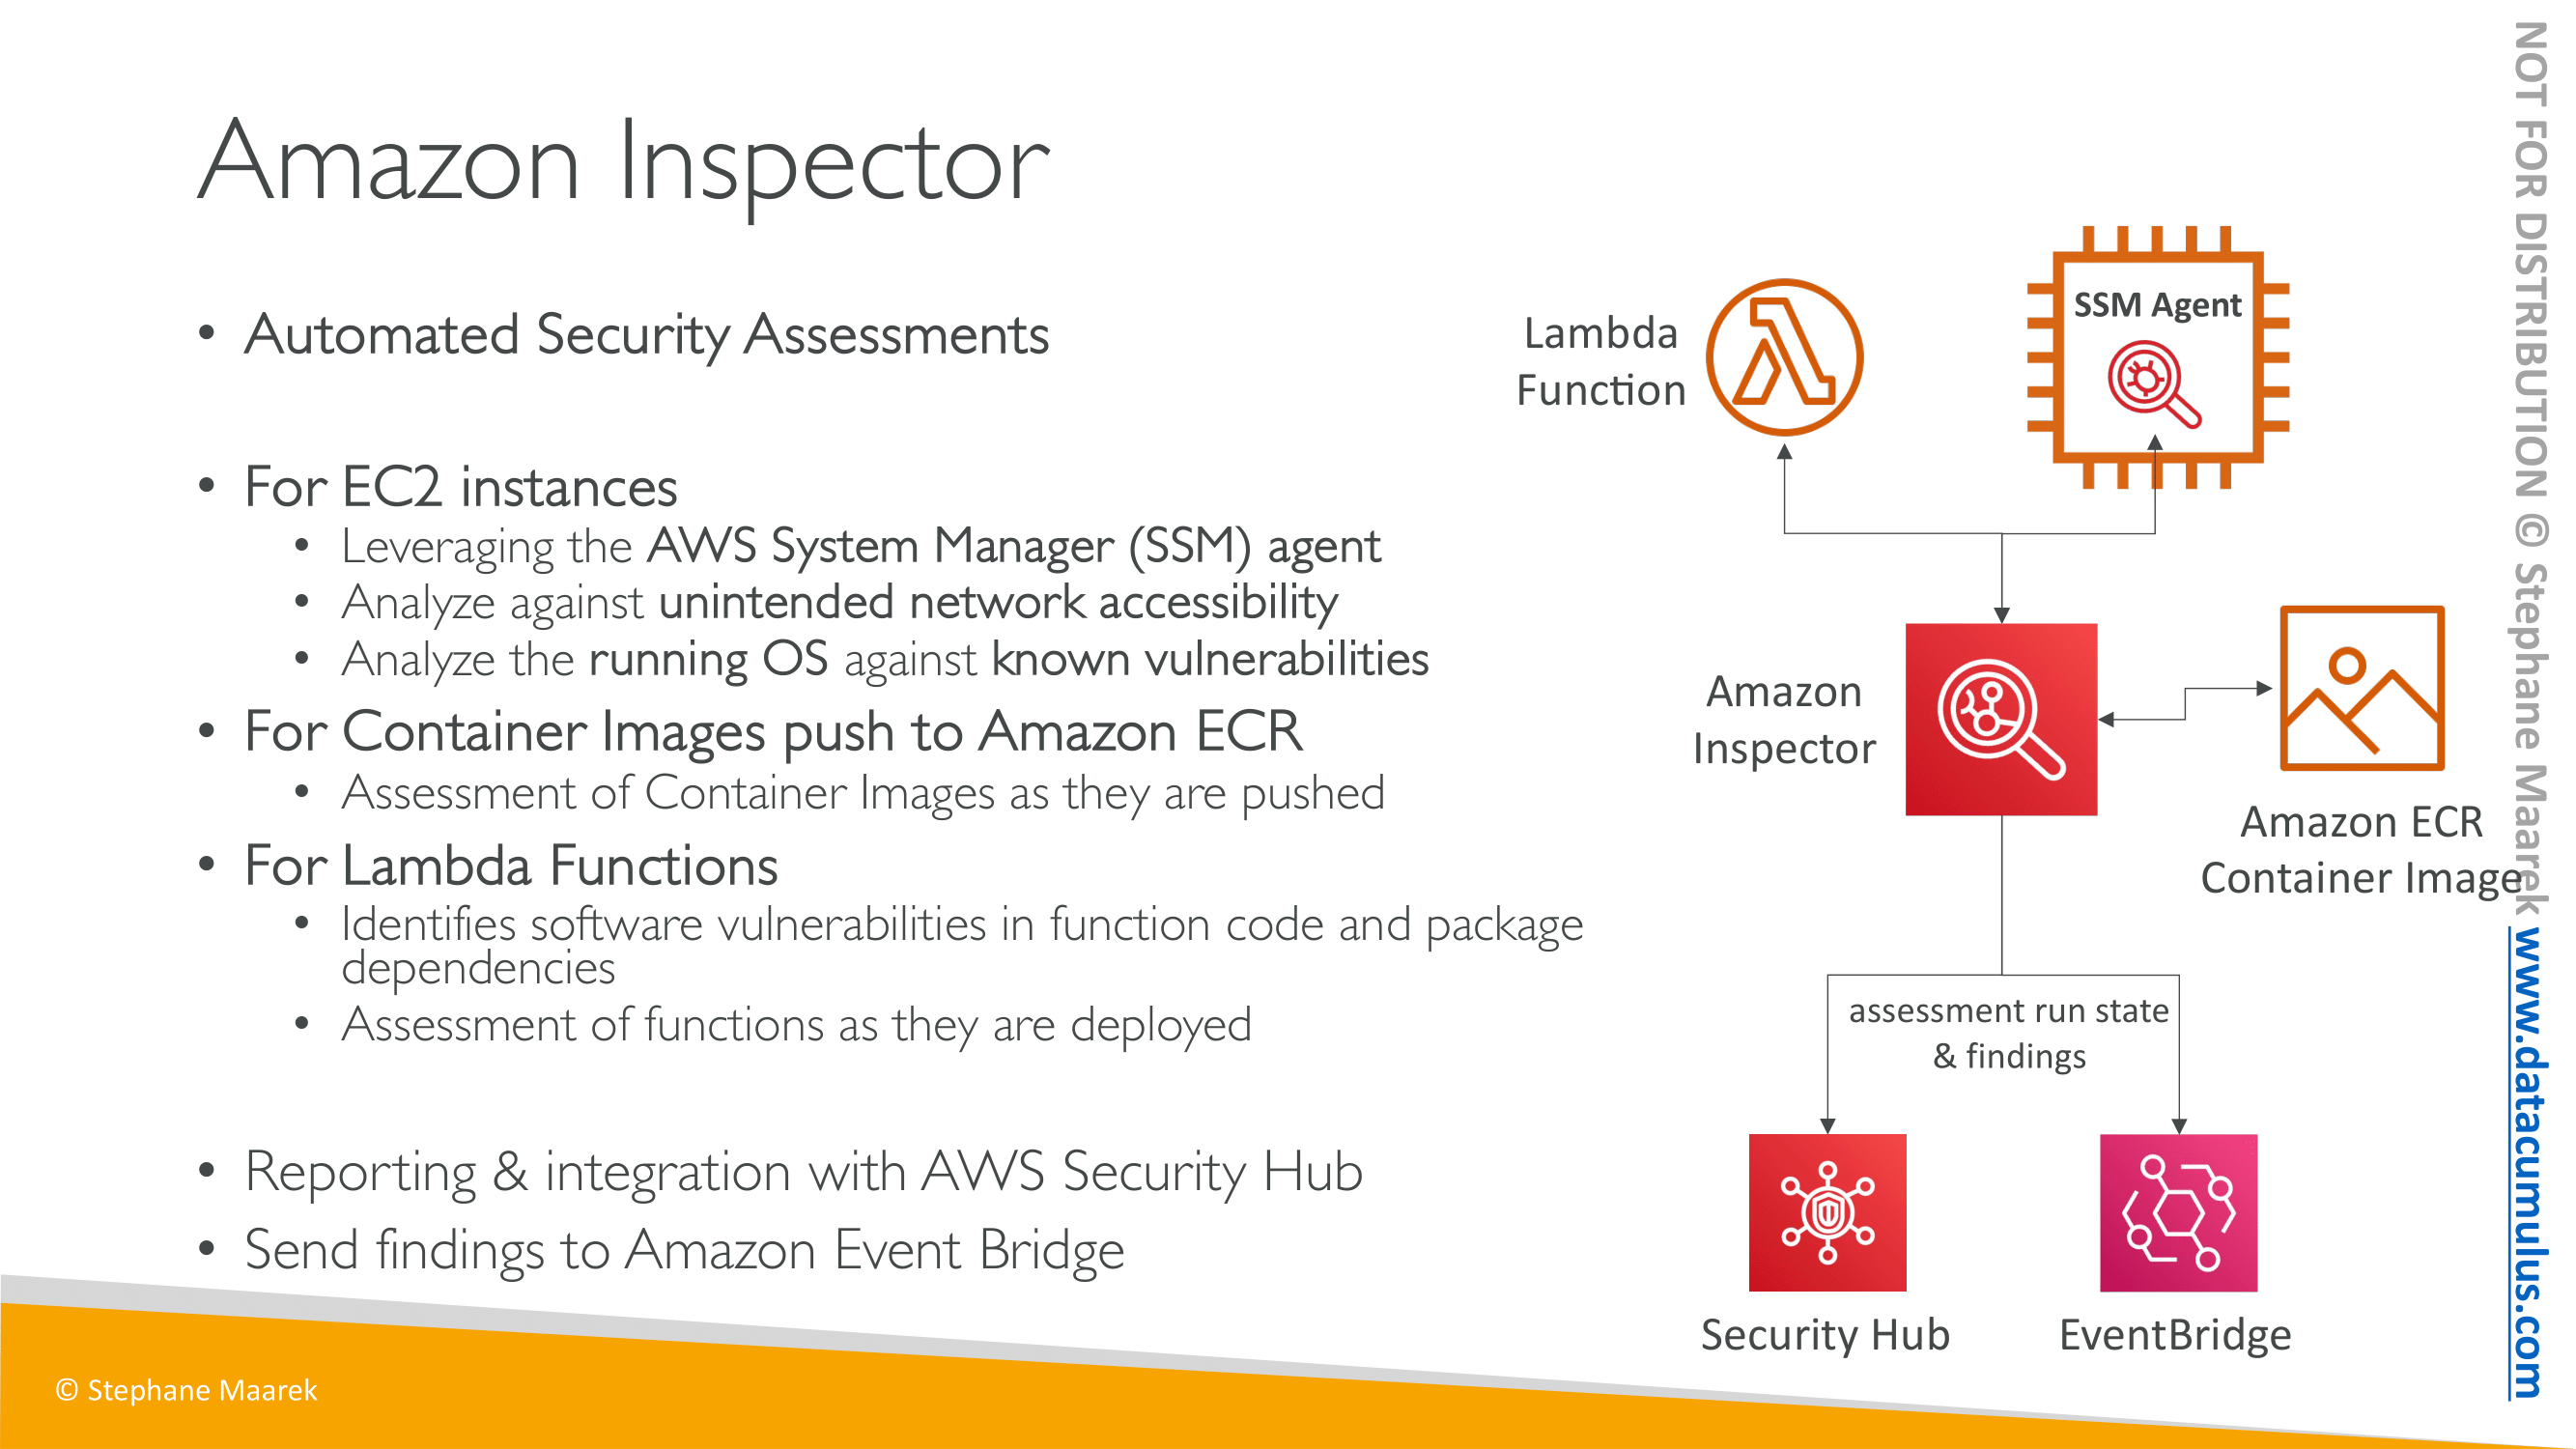 Amazon Inspector
• Automated Security Assessments
• For EC2 instances
• Leveraging the AWS System Manager (SSM) agent
• Analyze against unintended network accessibility
• Analyze the running OS against known vulnerabilities
• For Container Images push to Amazon ECR
• Assessment of Container Images as they are pushed
• For Lambda Functions
• Identifies software vulnerabilities in function code and package
dependencies
• Assessment of functions as they are deployed
• Reporting & integration with AWS Security Hub
• Send findings to Amazon Event Bridge
Lambda
Function
SSM Agent
Amazon
Inspector
Amazon ECR
Container Image
assessment run state
& findings
Security Hub
EventBridge
© Stephane Maarek
NOT FOR DISTRIBUTION © Stephane Maarek www.datacumulus.com